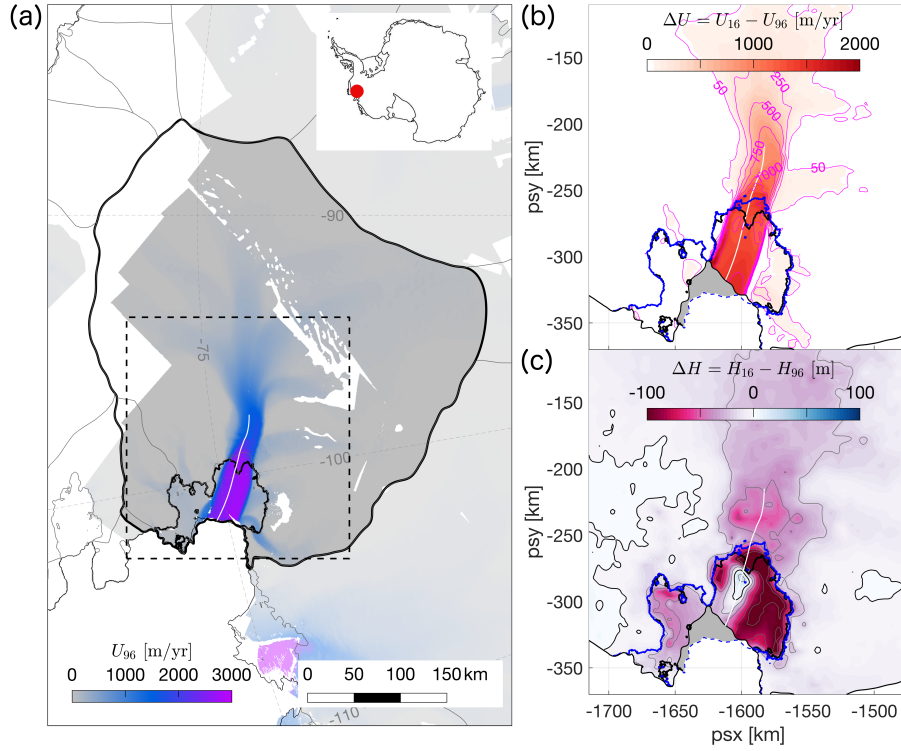 (a)
-90
-75
-100
-110
U₉₆ [m/yr]
0 1000 2000 3000
0 50 100 150 km
(b)
ΔU = U₁₆ − U₉₆ [m/yr]
0 1000 2000
50
250
500
750
1000
50
psy [km]
-150
-200
-250
-300
-350
(c)
ΔH = H₁₆ − H₉₆ [m]
-100 0 100
psy [km]
-150
-200
-250
-300
-350
-1700 -1650 -1600 -1550 -1500
psx [km]